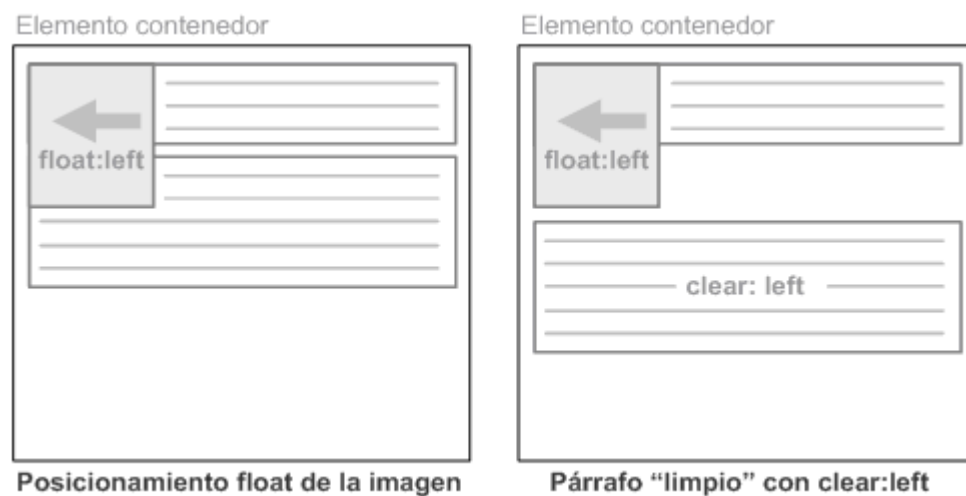 Elemento contenedor
float:left
Posicionamiento float de la imagen
Elemento contenedor
float:left
clear: left
Párrafo “limpio” con clear:left